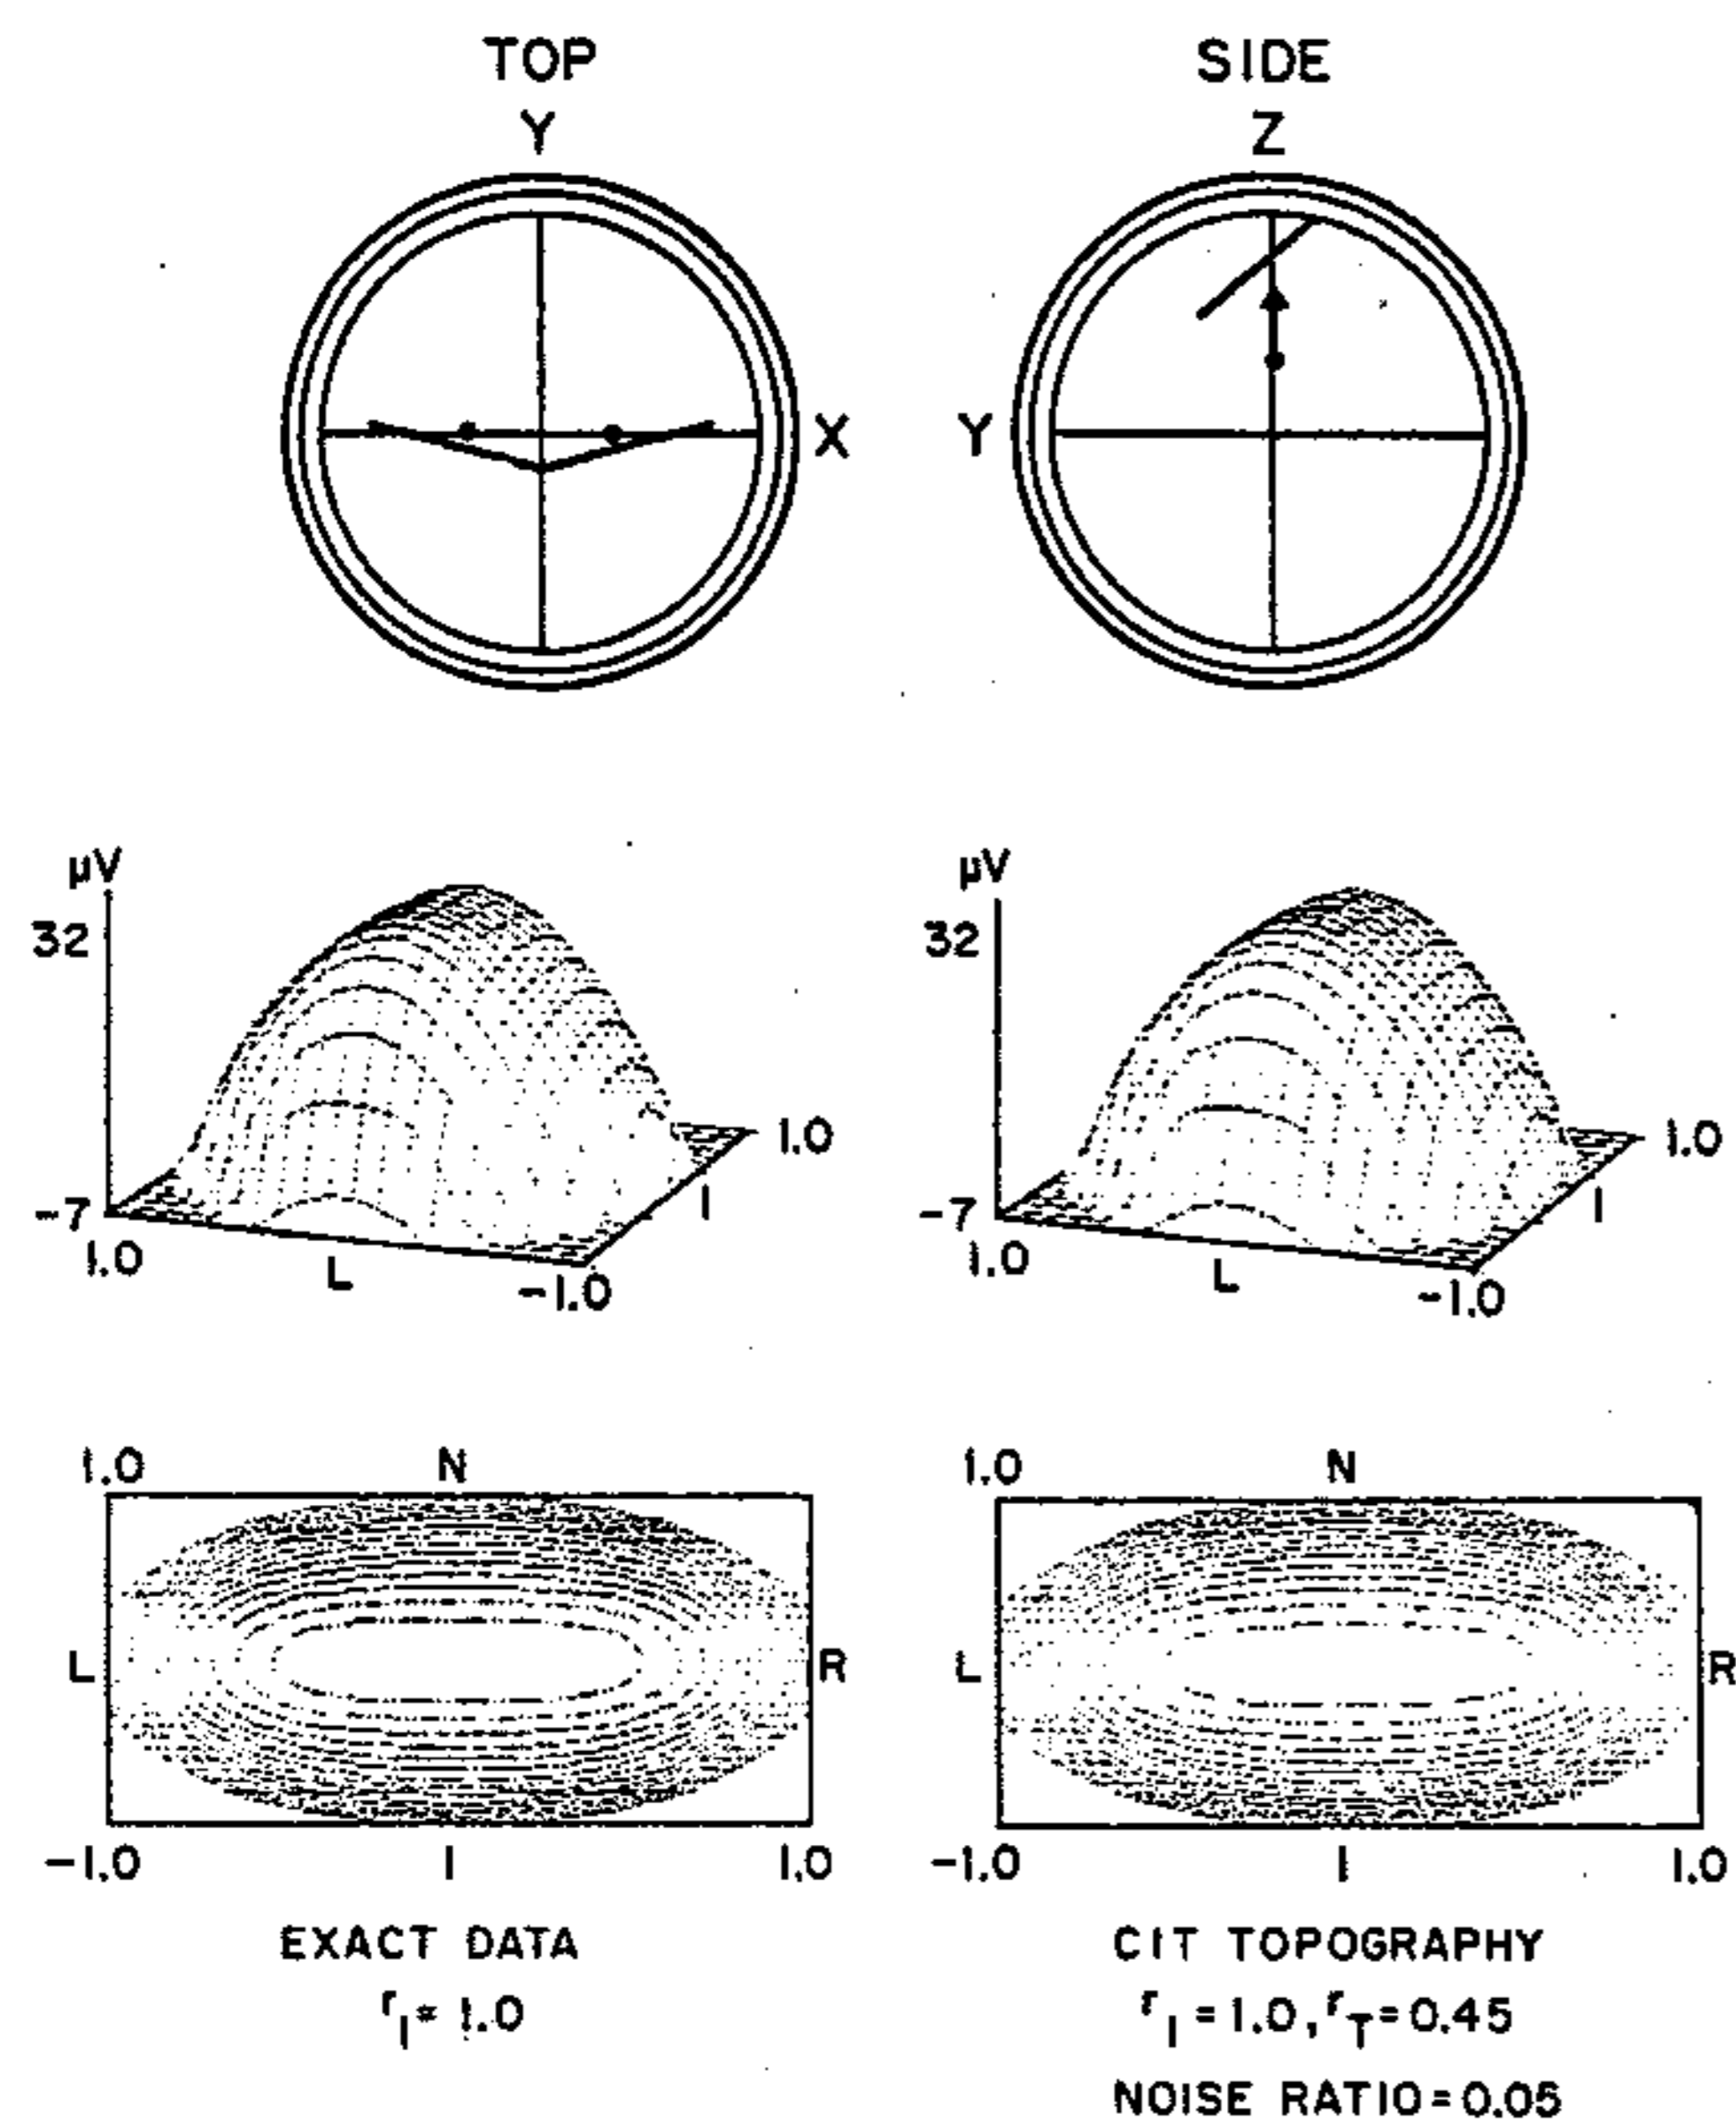 TOP SIDE
Y Z
X Y
μV μV
32 32
1.0 1.0
I I
-7 -7
1.0 L -1.0 1.0 L -1.0
1.0 N 1.0 N
L R L R
-1.0 I 1.0 -1.0 I 1.0
EXACT DATA CIT TOPOGRAPHY
rI = 1.0 rI = 1.0, rT = 0.45
NOISE RATIO = 0.05